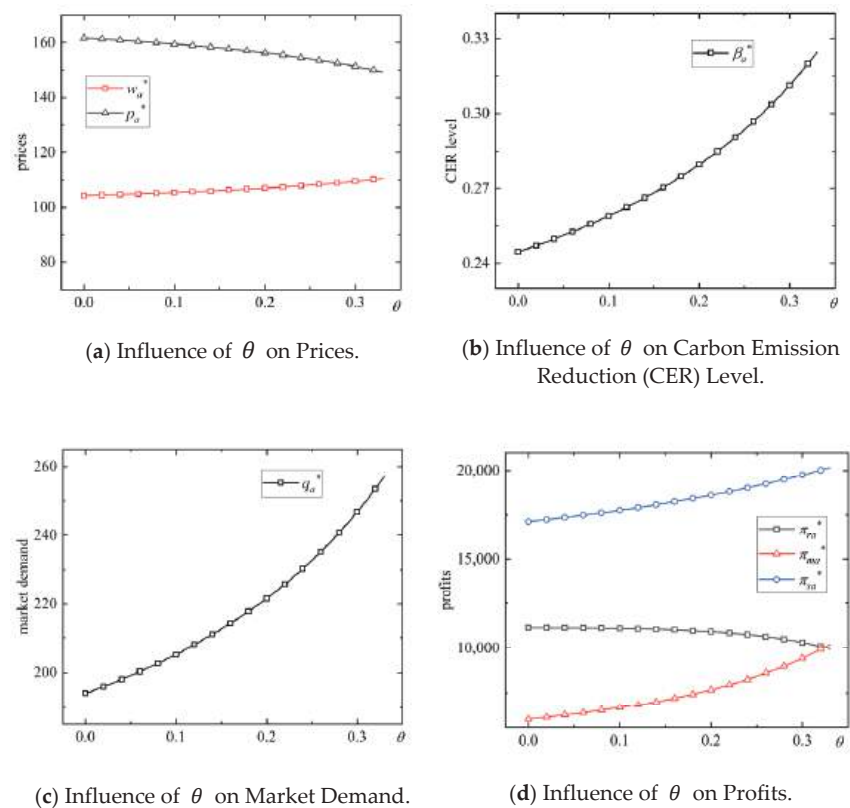 160
140
120
100
80
prices
w_a*
p_a*
0.0 0.1 0.2 0.3 θ
(a) Influence of θ on Prices.
0.33
0.30
0.27
0.24
CER level
β_a*
0.0 0.1 0.2 0.3 θ
(b) Influence of θ on Carbon Emission
Reduction (CER) Level.
260
240
220
200
market demand
q_a*
0.0 0.1 0.2 0.3 θ
(c) Influence of θ on Market Demand.
20,000
15,000
10,000
profits
π_ra*
π_ma*
π_sa*
0.0 0.1 0.2 0.3 θ
(d) Influence of θ on Profits.